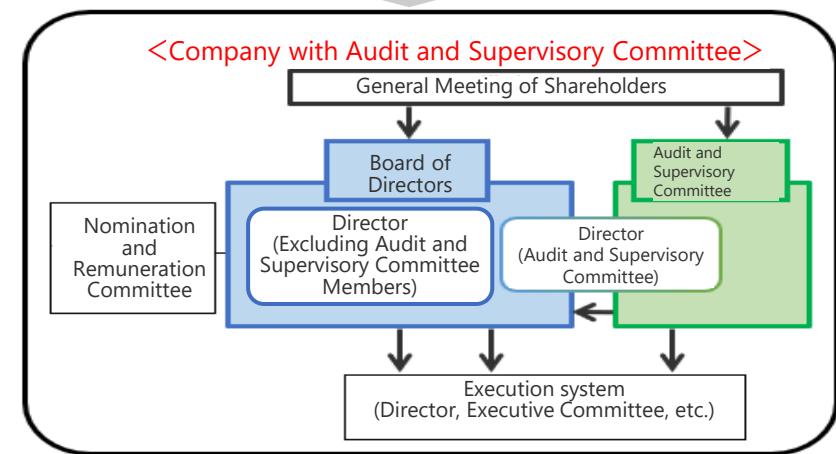 ＜Company with Audit and Supervisory Committee＞
General Meeting of Shareholders
Board of
Directors
Audit and
Supervisory
Committee
Nomination
and
Remuneration
Committee
Director
(Excluding Audit and
Supervisory Committee
Members)
Director
(Audit and Supervisory
Committee)
Execution system
(Director, Executive Committee, etc.)